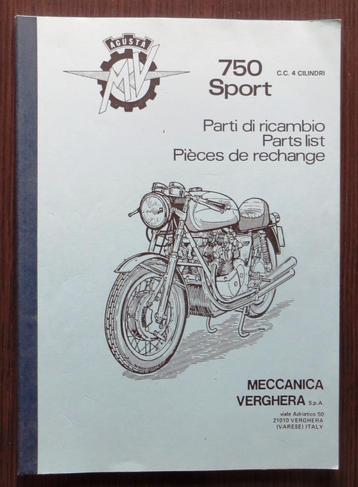 AGUSTA
MV
750 C.C. 4 CILINDRI
Sport
Parti di ricambio
Parts list
Pièces de rechange
MECCANICA
VERGHERA S.p.A.
viale Adriatico 50
21010 VERGHERA
(VARESE) ITALY